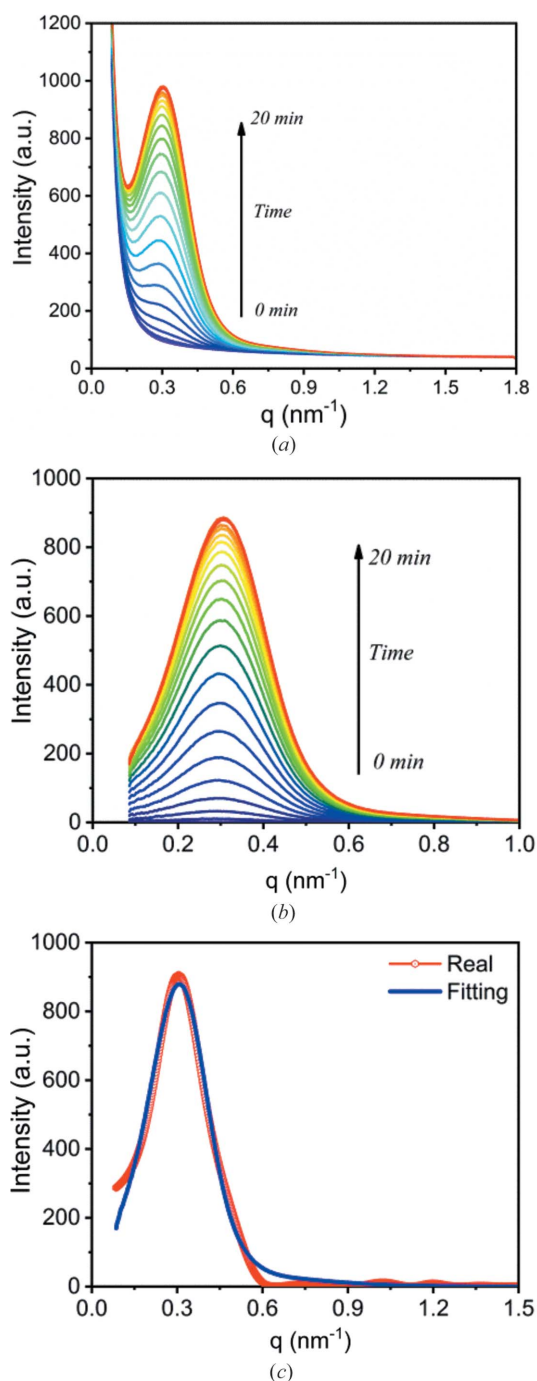 1200
1000
800
600
400
200
0
Intensity (a.u.)
20 min
Time
0 min
0.0 0.3 0.6 0.9 1.2 1.5 1.8
q (nm⁻¹)
(a)
1000
800
600
400
200
0
Intensity (a.u.)
20 min
Time
0 min
0.0 0.2 0.4 0.6 0.8 1.0
q (nm⁻¹)
(b)
1000
800
600
400
200
0
Intensity (a.u.)
Real
Fitting
0.0 0.3 0.6 0.9 1.2 1.5
q (nm⁻¹)
(c)